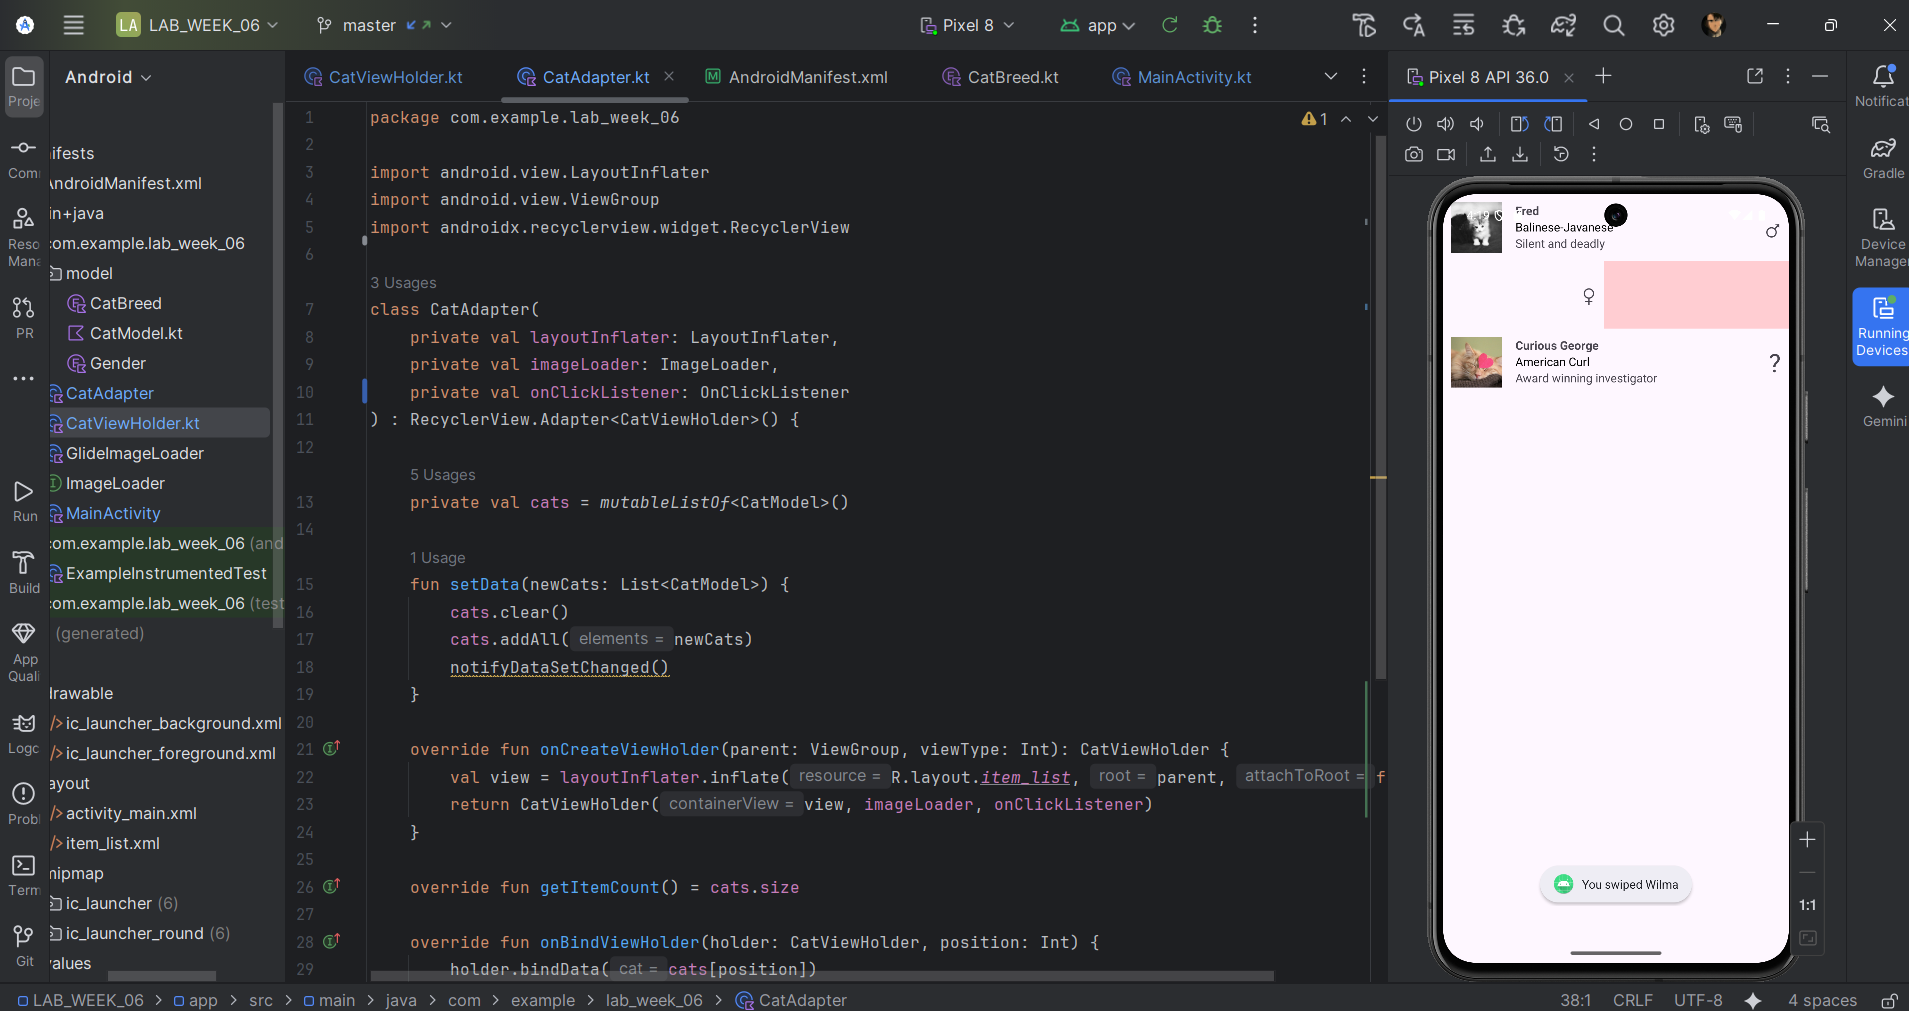 LA LAB_WEEK_06
master
Pixel 8
app
Proje
Com
Reso
Mana
PR
Run
Build
App
Quali
Logc
Probl
Term
Git
Android
ifests
AndroidManifest.xml
in+java
com.example.lab_week_06
model
CatBreed
CatModel.kt
Gender
CatAdapter
CatViewHolder.kt
GlideImageLoader
ImageLoader
MainActivity
com.example.lab_week_06 (and
ExampleInstrumentedTest
com.example.lab_week_06 (test
(generated)
drawable
ic_launcher_background.xml
ic_launcher_foreground.xml
ayout
activity_main.xml
item_list.xml
mipmap
ic_launcher (6)
ic_launcher_round (6)
values
CatViewHolder.kt
CatAdapter.kt
AndroidManifest.xml
CatBreed.kt
MainActivity.kt
1
1 package com.example.lab_week_06
2
3 import android.view.LayoutInflater
4 import android.view.ViewGroup
5 import androidx.recyclerview.widget.RecyclerView
6
3 Usages
7 class CatAdapter(
8 private val layoutInflater: LayoutInflater,
9 private val imageLoader: ImageLoader,
10 private val onClickListener: OnClickListener
11 ) : RecyclerView.Adapter<CatViewHolder>() {
12
5 Usages
13 private val cats = mutableListOf<CatModel>()
14
1 Usage
15 fun setData(newCats: List<CatModel>) {
16 cats.clear()
17 cats.addAll( elements = newCats)
18 notifyDataSetChanged()
19 }
20
21 override fun onCreateViewHolder(parent: ViewGroup, viewType: Int): CatViewHolder {
22 val view = layoutInflater.inflate( resource = R.layout.item_list, root = parent, attachToRoot = f
23 return CatViewHolder( containerView = view, imageLoader, onClickListener)
24 }
25
26 override fun getItemCount() = cats.size
27
28 override fun onBindViewHolder(holder: CatViewHolder, position: Int) {
29 holder.bindData( cat = cats[position])
Pixel 8 API 36.0
4:19
Fred
Balinese-Javanese
Silent and deadly
♂
♀
Curious George
American Curl
Award winning investigator
?
You swiped Wilma
1:1
Notificat
Gradle
Device
Manager
Running
Devices
Gemini
LAB_WEEK_06 > app > src > main > java > com > example > lab_week_06 > CatAdapter
38:1 CRLF UTF-8 4 spaces